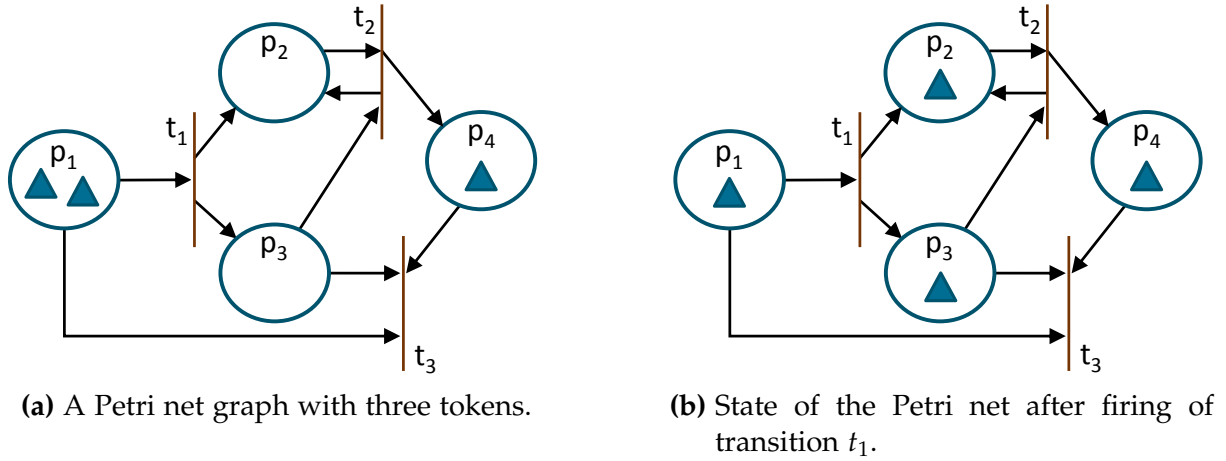 t₂
p₂
t₁
p₄
p₁
p₃
t₃
(a) A Petri net graph with three tokens.
t₂
p₂
t₁
p₄
p₁
p₃
t₃
(b) State of the Petri net after firing of
transition t₁.